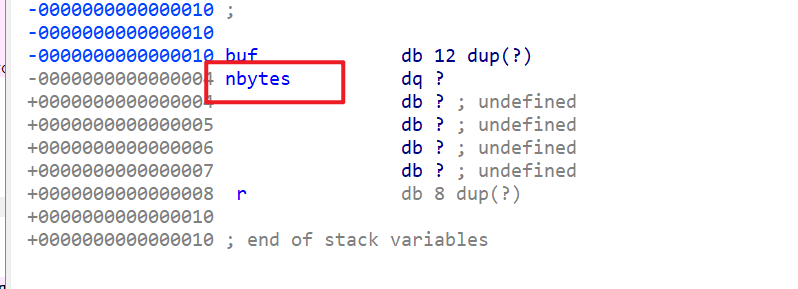 -0000000000000010 ;
-0000000000000010
-0000000000000010 buf db 12 dup(?)
-0000000000000004 nbytes dq ?
+0000000000000004 db ? ; undefined
+0000000000000005 db ? ; undefined
+0000000000000006 db ? ; undefined
+0000000000000007 db ? ; undefined
+0000000000000008 r db 8 dup(?)
+0000000000000010
+0000000000000010 ; end of stack variables